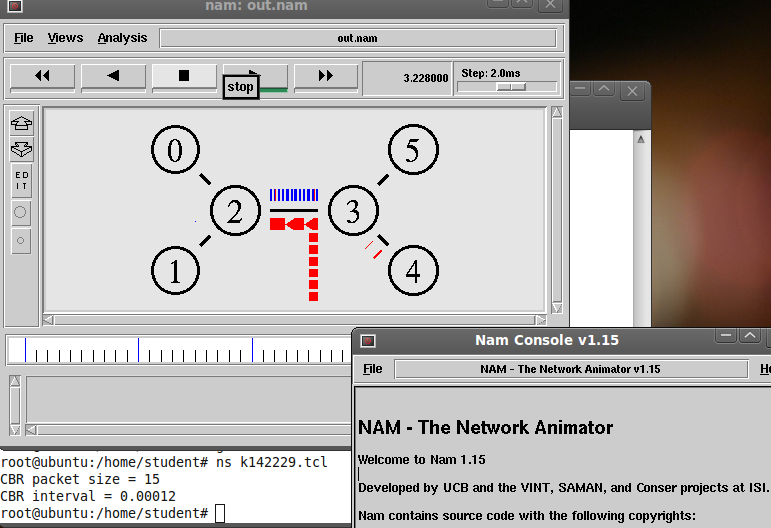 nam: out.nam
File Views Analysis out.nam
3.228000 Step: 2.0ms
stop
ED
IT
0 5
2 3
1 4
Nam Console v1.15
File NAM - The Network Animator v1.15
NAM - The Network Animator
Welcome to Nam 1.15
Developed by UCB and the VINT, SAMAN, and Conser projects at ISI.
Nam contains source code with the following copyrights:
root@ubuntu:/home/student# ns k142229.tcl
CBR packet size = 15
CBR interval = 0.00012
root@ubuntu:/home/student#